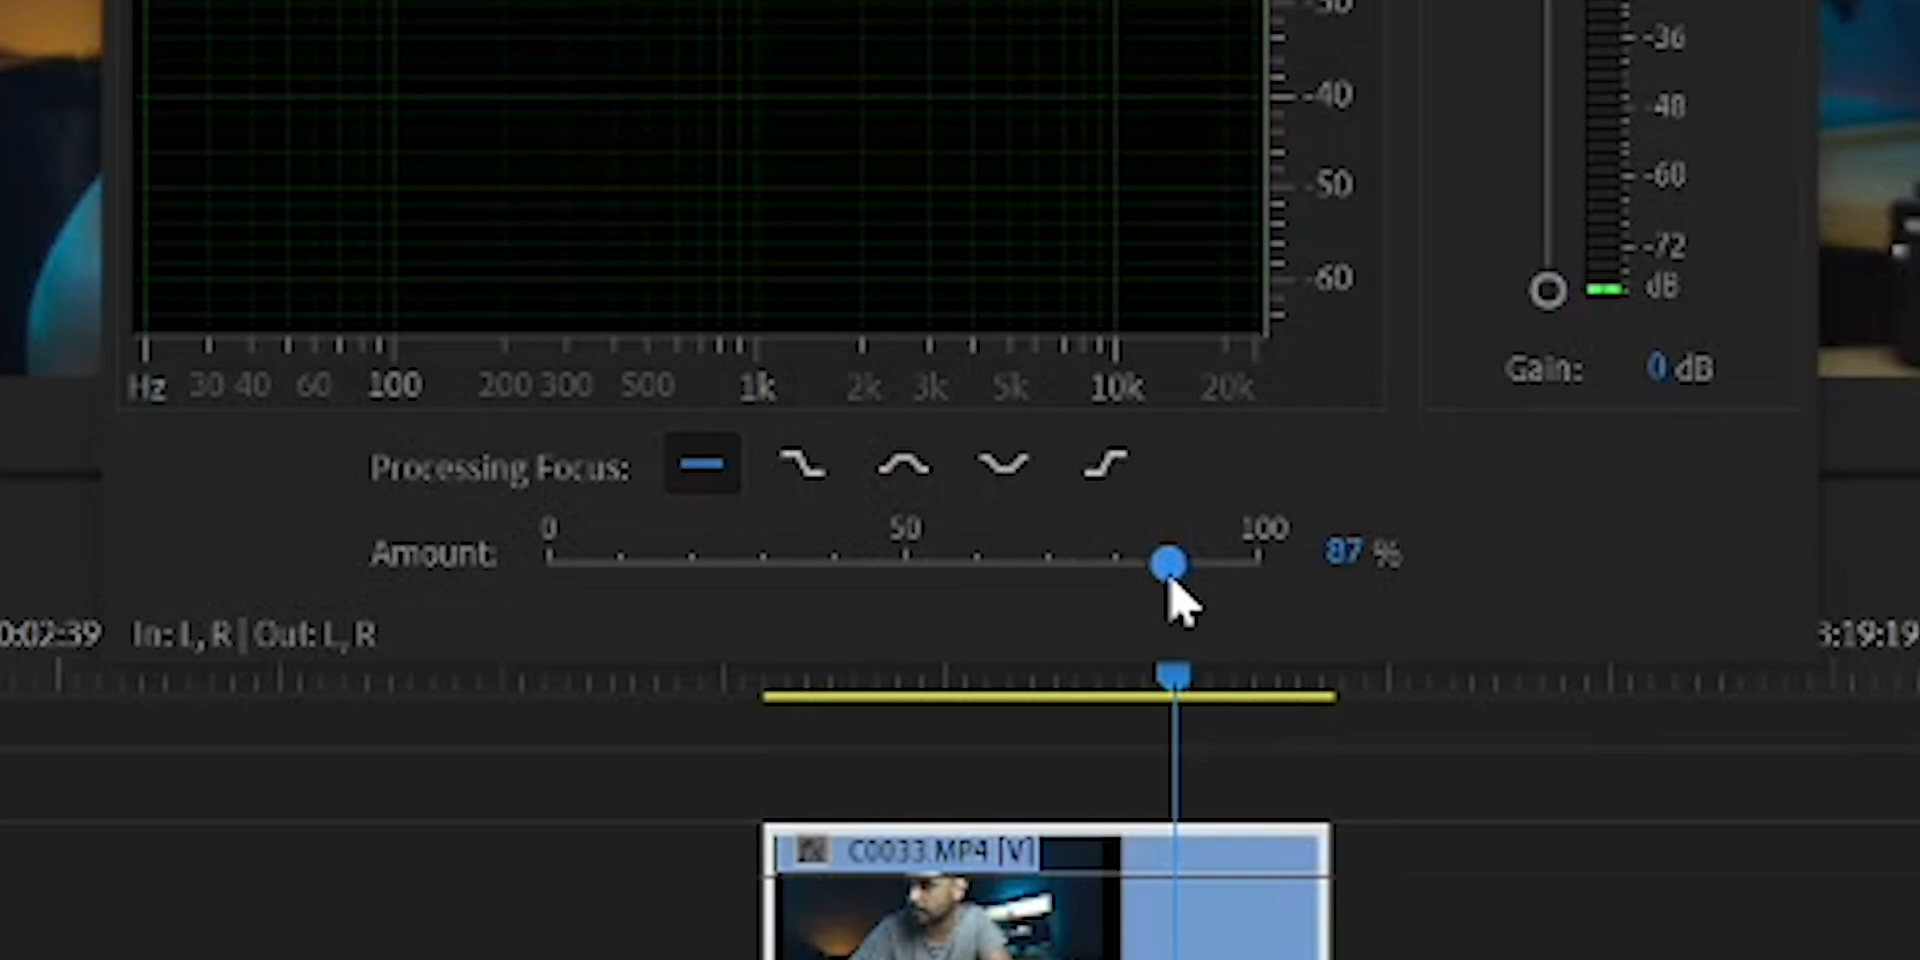 -30
-36
-40
-48
-50
-60
-60
-72
dB
Hz 30 40 60 100 200 300 500 1k 2k 3k 5k 10k 20k
Gain: 0 dB
Processing Focus:
0 50 100
Amount: 87 %
0:02:39 In: L, R | Out: L, R :19:19
C0033.MP4 [V]